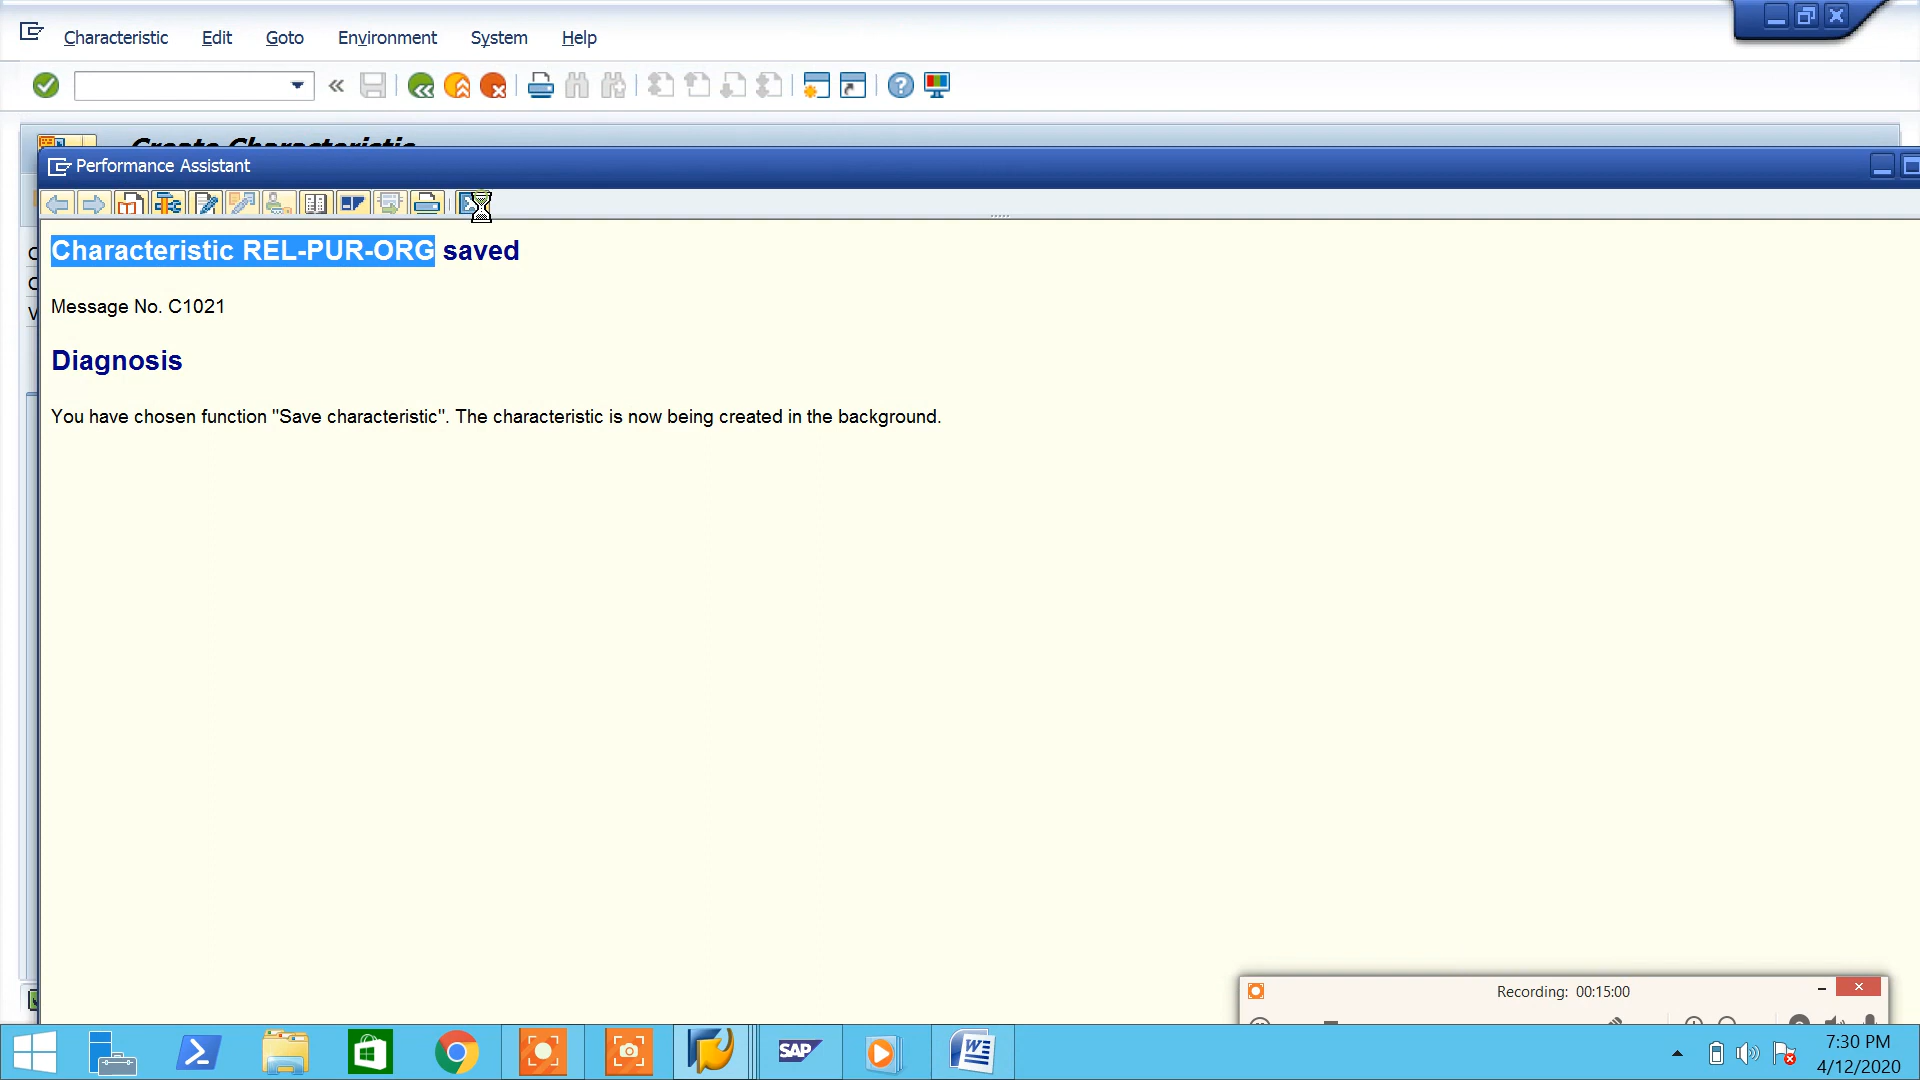 Characteristic Edit Goto Environment System Help
Create Characteristic
Performance Assistant
Characteristic REL-PUR-ORG saved
Message No. C1021
Diagnosis
You have chosen function "Save characteristic". The characteristic is now being created in the background.
Recording: 00:15:00
SAP
7:30 PM
4/12/2020